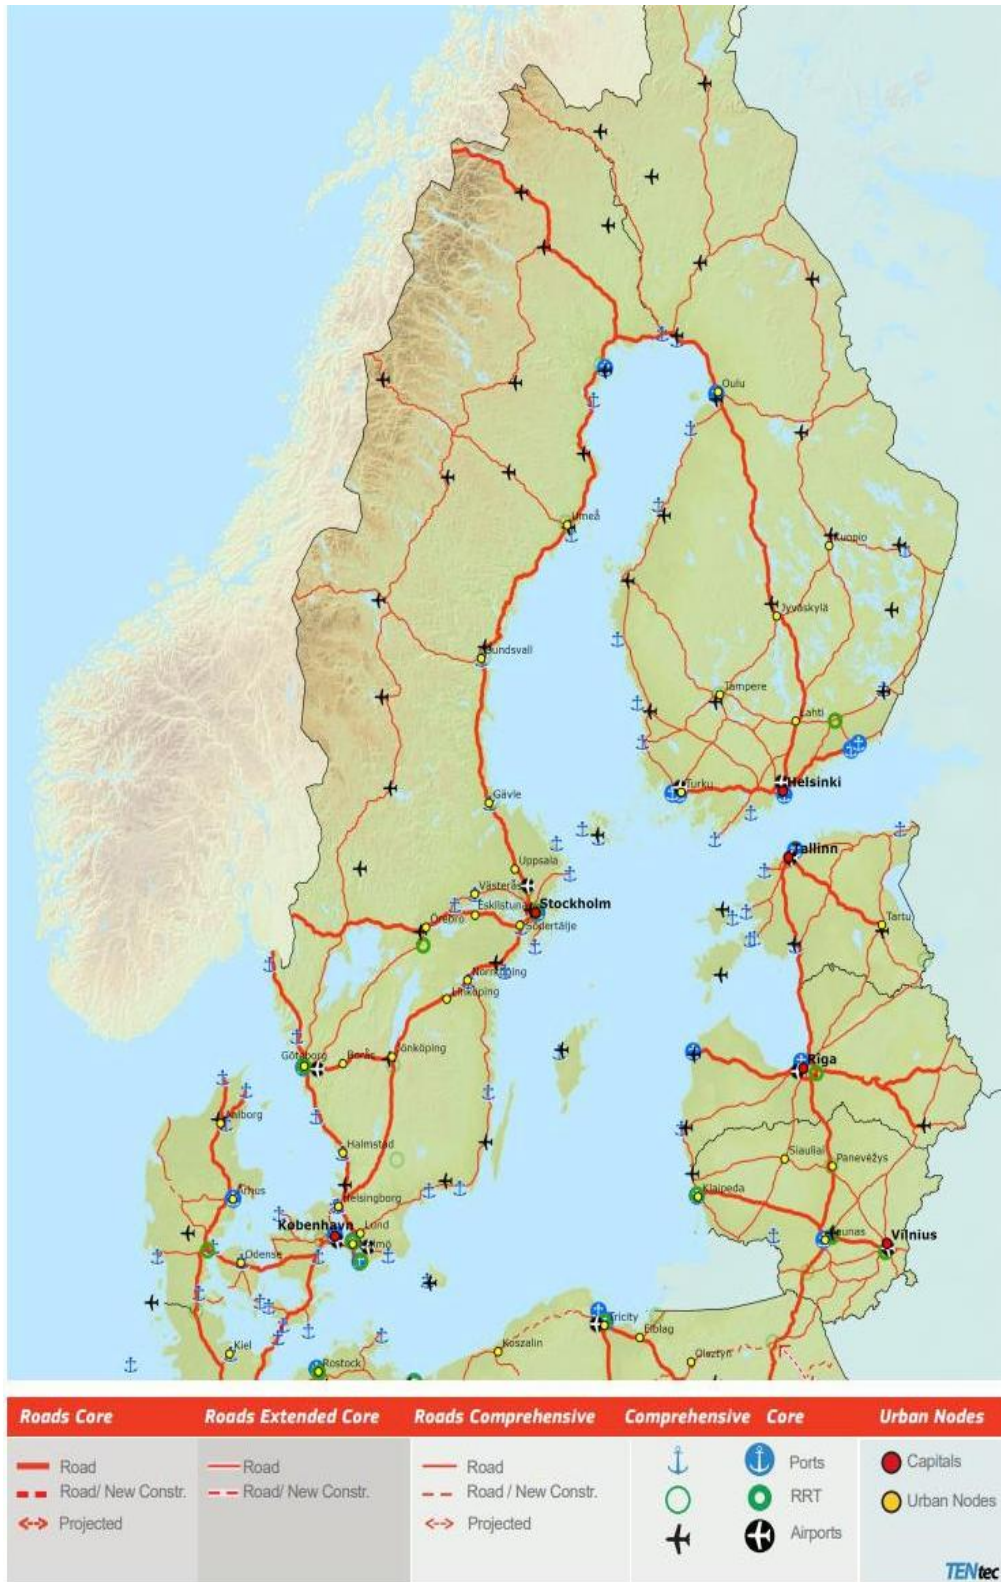 Oulu
Umeå
Kuopio
Jyväskylä
Sundsvall
Tampere
Lahti
Turku
Helsinki
Gävle
Tallinn
Uppsala
Västerås
Eskilstuna
Stockholm
Örebro
Södertälje
Tartu
Norrköping
Linköping
Göteborg
Borås
Jönköping
Rīga
Aalborg
Halmstad
Siauliai
Panevėžys
Klaipeda
Århus
Helsingborg
København
Lund
Malmö
Kaunas
Vilnius
Odense
Tricity
Elblag
Koszalin
Kiel
Rostock
Olsztyn
Roads Core Roads Extended Core Roads Comprehensive Comprehensive Core Urban Nodes
Road Road Road Ports Capitals
Road/ New Constr. Road/ New Constr. Road / New Constr. RRT Urban Nodes
Projected Projected Airports
TENtec